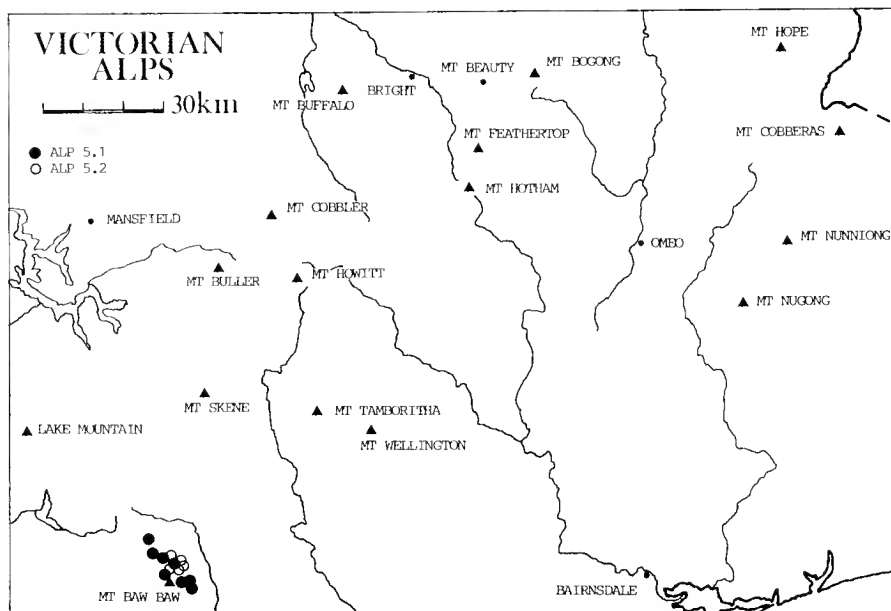 VICTORIAN
ALPS
30km
ALP 5.1
ALP 5.2
MT HOPE
MT BEAUTY
MT BOGONG
BRIGHT
MT BUFFALO
MT FEATHERTOP
MT COBBERAS
MT HOTHAM
MT COBBLER
MANSFIELD
OMEO
MT NUNNIONG
MT BULLER
MT HOWITT
MT NUGONG
MT SKENE
MT TAMBORITHA
LAKE MOUNTAIN
MT WELLINGTON
MT BAW BAW
BAIRNSDALE